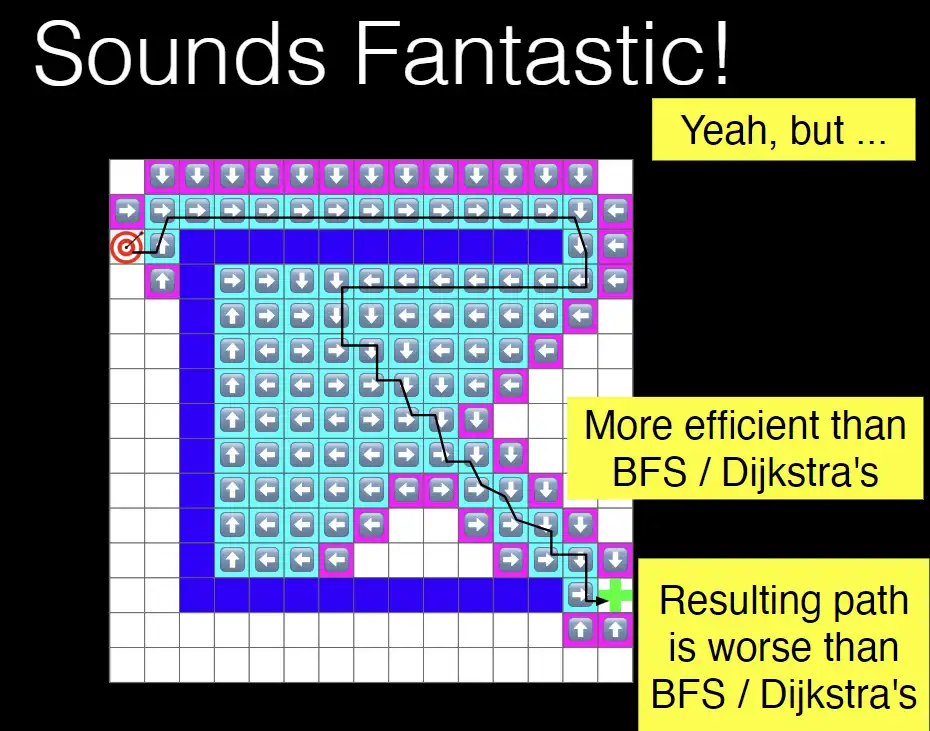 Sounds Fantastic!
Yeah, but ...
More efficient than
BFS / Dijkstra's
Resulting path
is worse than
BFS / Dijkstra's